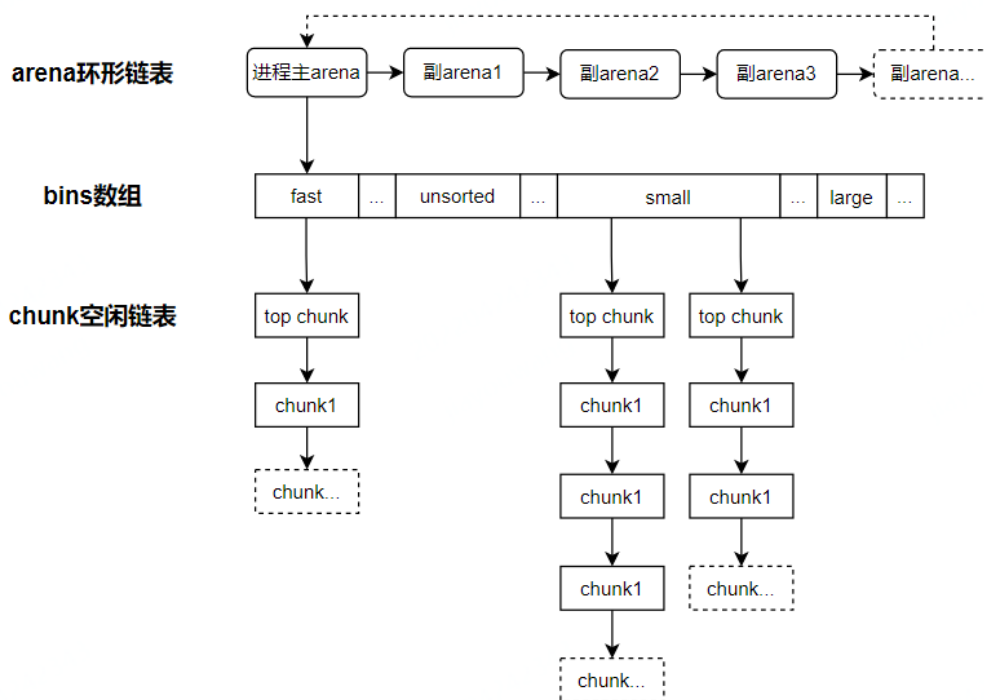 arena环形链表
进程主arena
副arena1
副arena2
副arena3
副arena...
bins数组
fast
...
unsorted
...
small
...
large
...
chunk空闲链表
top chunk
top chunk
top chunk
chunk1
chunk1
chunk1
chunk...
chunk1
chunk1
chunk1
chunk...
chunk...